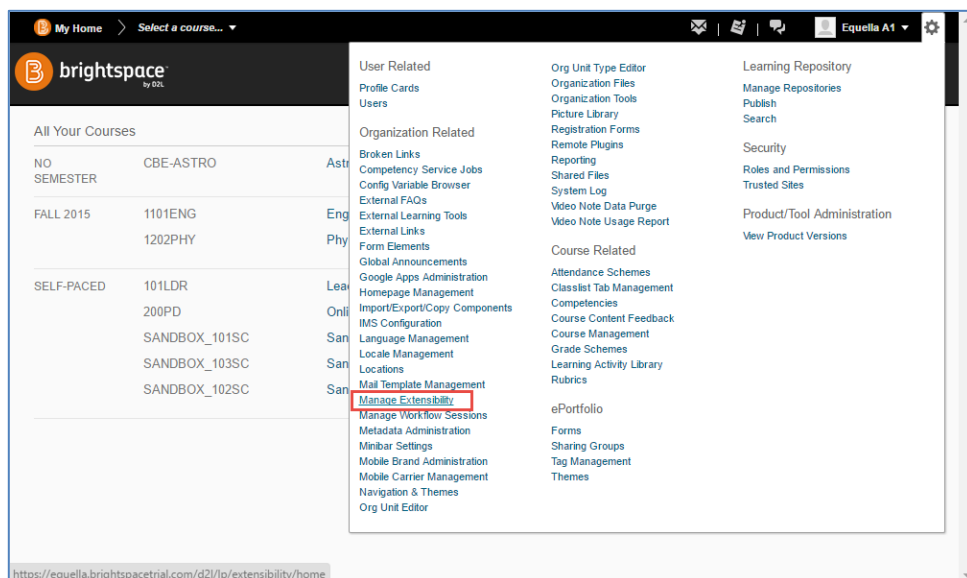 My Home
Select a course...
Equella A1
brightspace
by D2L
All Your Courses
NO SEMESTER
CBE-ASTRO
Astr
FALL 2015
1101ENG
Eng
1202PHY
Phy
SELF-PACED
101LDR
Lead
200PD
Onli
SANDBOX_101SC
San
SANDBOX_103SC
San
SANDBOX_102SC
San
User Related
Profile Cards
Users
Organization Related
Broken Links
Competency Service Jobs
Config Variable Browser
External FAQs
External Learning Tools
External Links
Form Elements
Global Announcements
Google Apps Administration
Homepage Management
Import/Export/Copy Components
IMS Configuration
Language Management
Locale Management
Locations
Mail Template Management
Manage Extensibility
Manage Workflow Sessions
Metadata Administration
Minibar Settings
Mobile Brand Administration
Mobile Carrier Management
Navigation & Themes
Org Unit Editor
Org Unit Type Editor
Organization Files
Organization Tools
Picture Library
Registration Forms
Remote Plugins
Reporting
Shared Files
System Log
Video Note Data Purge
Video Note Usage Report
Course Related
Attendance Schemes
Classlist Tab Management
Competencies
Course Content Feedback
Course Management
Grade Schemes
Learning Activity Library
Rubrics
ePortfolio
Forms
Sharing Groups
Tag Management
Themes
Learning Repository
Manage Repositories
Publish
Search
Security
Roles and Permissions
Trusted Sites
Product/Tool Administration
View Product Versions
https://equella.brightspacetrial.com/d2l/lp/extensibility/home